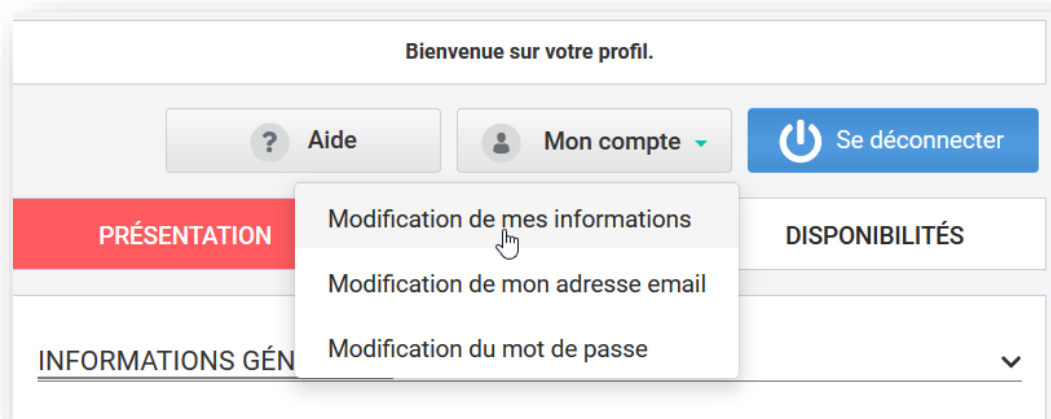 Bienvenue sur votre profil.
? Aide
Mon compte
Se déconnecter
PRÉSENTATION
Modification de mes informations
DISPONIBILITÉS
Modification de mon adresse email
Modification du mot de passe
INFORMATIONS GÉN